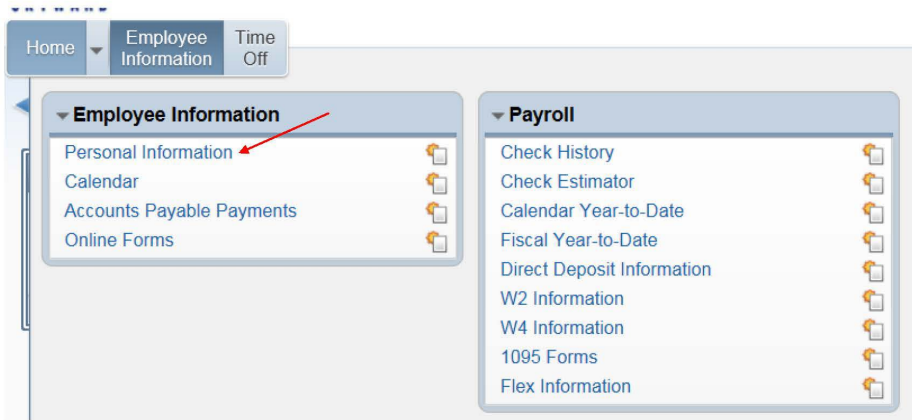 Home
Employee Information
Time Off
Employee Information
Personal Information
Calendar
Accounts Payable Payments
Online Forms
Payroll
Check History
Check Estimator
Calendar Year-to-Date
Fiscal Year-to-Date
Direct Deposit Information
W2 Information
W4 Information
1095 Forms
Flex Information